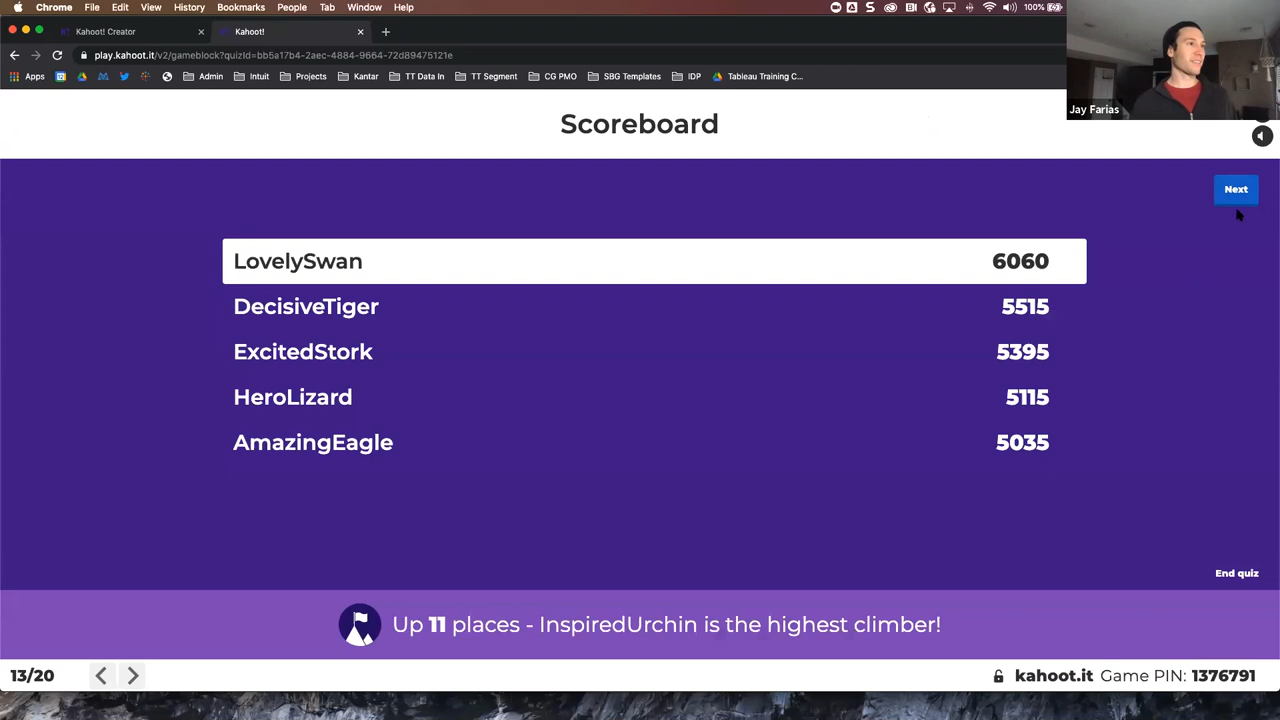 Chrome File Edit View History Bookmarks People Tab Window Help 100%
Kahoot! Creator Kahoot!
play.kahoot.it/v2/gameblock?quizId=bb5a17b4-2aec-4884-9664-72d89475121e
Apps Admin Intuit Projects Kantar TT Data In TT Segment CG PMO SBG Templates IDP Tableau Training C...
Jay Farias
Scoreboard
Next
LovelySwan 6060
DecisiveTiger 5515
ExcitedStork 5395
HeroLizard 5115
AmazingEagle 5035
End quiz
Up 11 places - InspiredUrchin is the highest climber!
13/20 kahoot.it Game PIN: 1376791